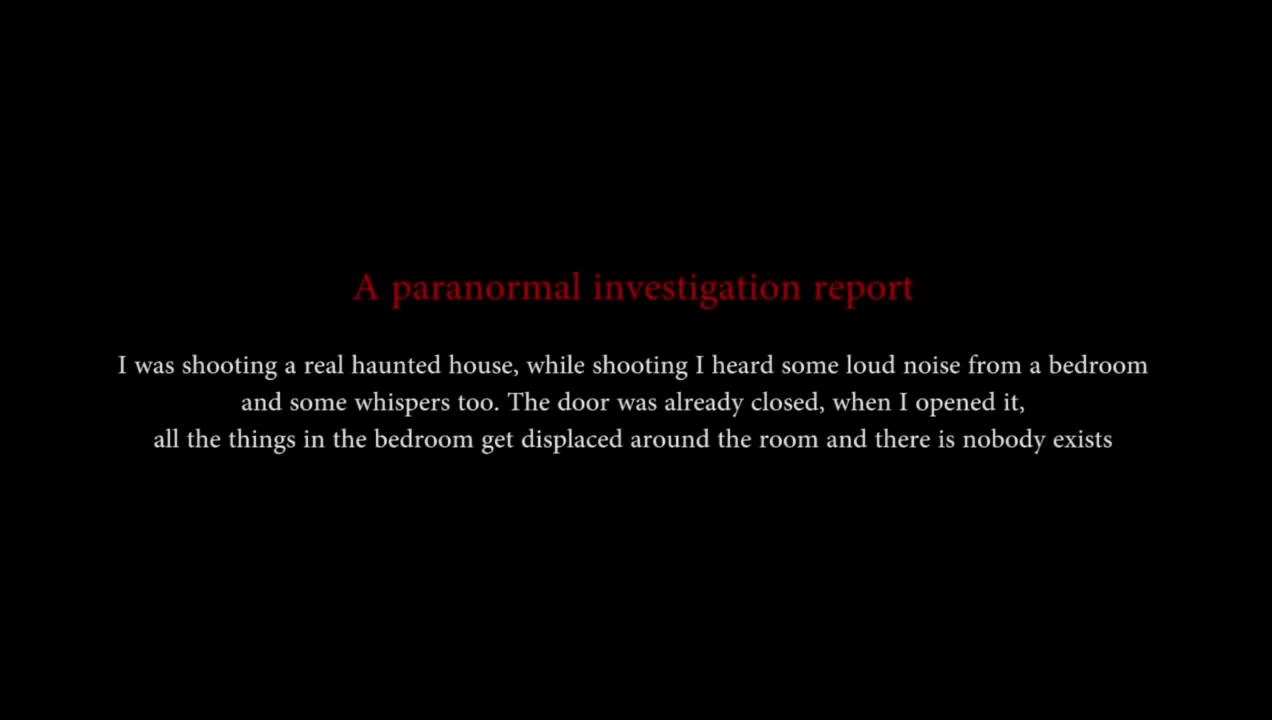 A paranormal investigation report
I was shooting a real haunted house, while shooting I heard some loud noise from a bedroom
and some whispers too. The door was already closed, when I opened it,
all the things in the bedroom get displaced around the room and there is nobody exists